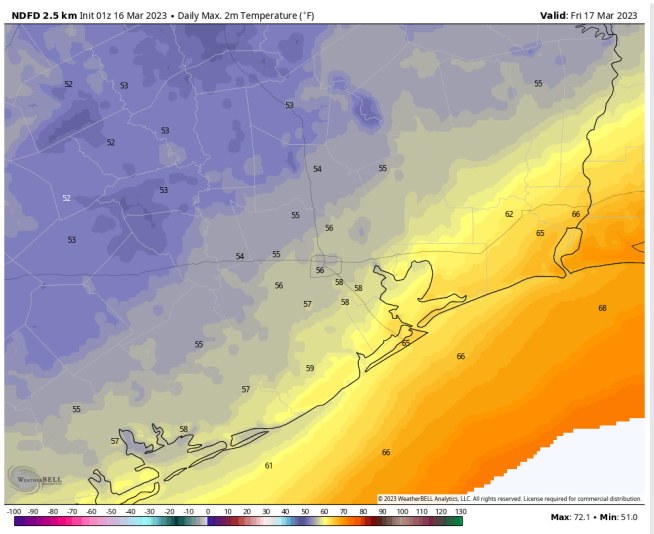 NDFD 2.5 km Init 01z 16 Mar 2023 • Daily Max. 2m Temperature (°F)
Valid: Fri 17 Mar 2023
52 53 55
53
53
52
54 55
53
52
55 62 66
56 65
53
54 55
56
56 58 58
57 58 68
55 65
66
59
57
55
58
57
66
61
WeatherBELL
© 2023 WeatherBELL Analytics, LLC. All rights reserved. License required for commercial distribution.
-100 -90 -80 -70 -60 -50 -40 -30 -20 -10 0 10 20 30 40 50 60 70 80 90 100 110 120 130
Max: 72.1 • Min: 51.0